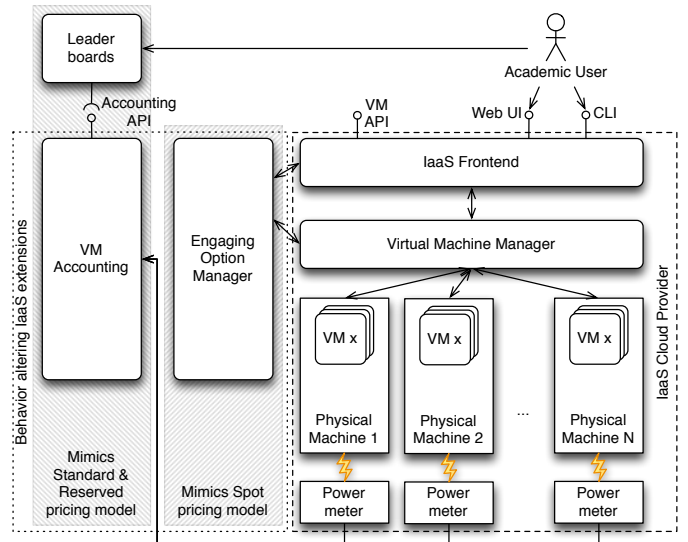 Leader
boards
Academic User
Accounting
API
VM
API
Web UI
CLI
IaaS Frontend
VM
Accounting
Engaging
Option
Manager
Virtual Machine Manager
Behavior altering IaaS extensions
IaaS Cloud Provider
VM x
VM x
VM x
Physical
Machine 1
Physical
Machine 2
...
Physical
Machine N
Mimics
Standard &
Reserved
pricing model
Mimics Spot
pricing model
Power
meter
Power
meter
Power
meter